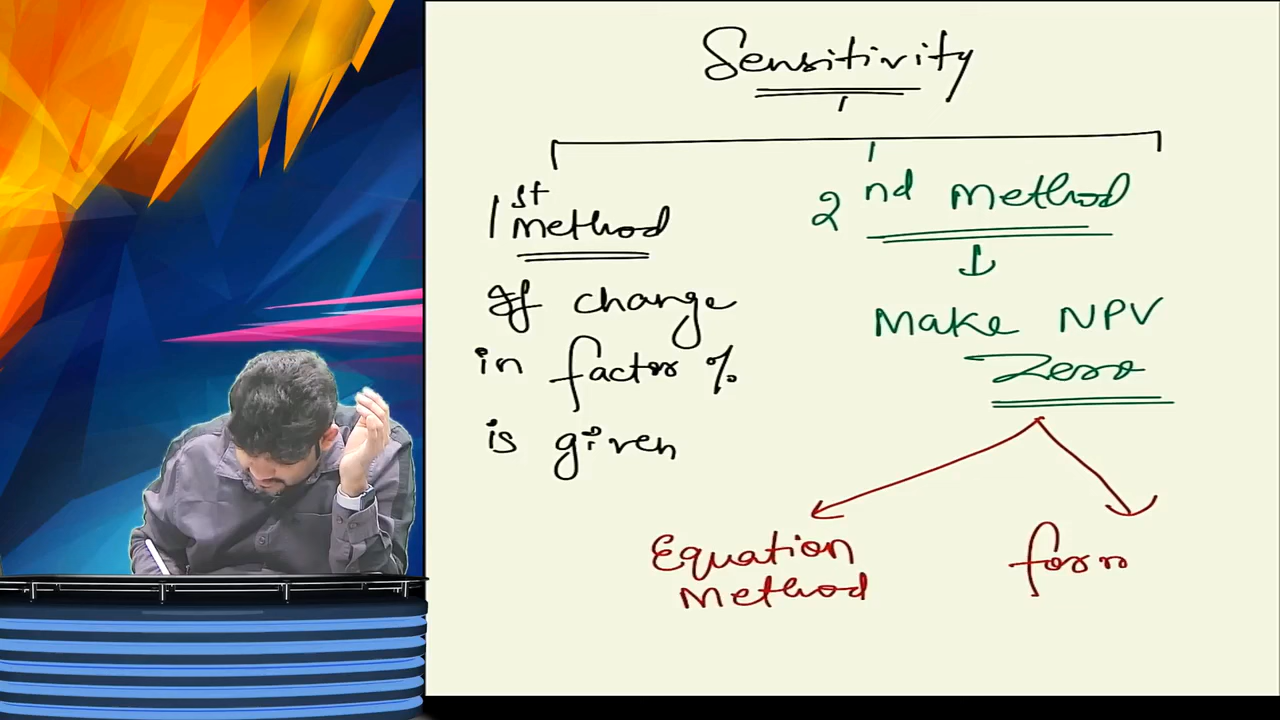 Sensitivity
1st Method
If change
in factor %
is given
2nd Method
Make NPV
Zero
Equation
Method
form